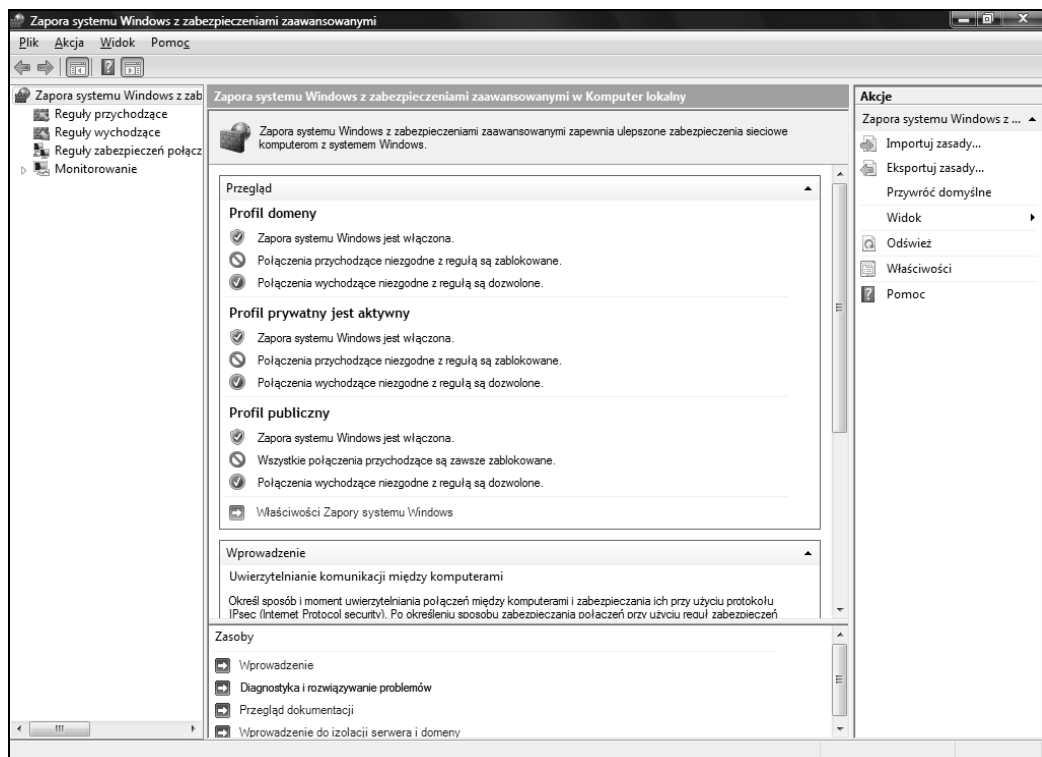 Zapora systemu Windows z zabezpieczeniami zaawansowanymi
Plik Akcja Widok Pomoc
Zapora systemu Windows z zab
Reguły przychodzące
Reguły wychodzące
Reguły zabezpieczeń połącz
Monitorowanie
Zapora systemu Windows z zabezpieczeniami zaawansowanymi w Komputer lokalny
Zapora systemu Windows z zabezpieczeniami zaawansowanymi zapewnia ulepszone zabezpieczenia sieciowe
komputerom z systemem Windows.
Przegląd
Profil domeny
Zapora systemu Windows jest włączona.
Połączenia przychodzące niezgodne z regułą są zablokowane.
Połączenia wychodzące niezgodne z regułą są dozwolone.
Profil prywatny jest aktywny
Zapora systemu Windows jest włączona.
Połączenia przychodzące niezgodne z regułą są zablokowane.
Połączenia wychodzące niezgodne z regułą są dozwolone.
Profil publiczny
Zapora systemu Windows jest włączona.
Wszystkie połączenia przychodzące są zawsze zablokowane.
Połączenia wychodzące niezgodne z regułą są dozwolone.
Właściwości Zapory systemu Windows
Wprowadzenie
Uwierzytelnianie komunikacji między komputerami
Określ sposób i moment uwierzytelniania połączeń między komputerami i zabezpieczania ich przy użyciu protokołu
IPsec (Internet Protocol security). Po określeniu sposobu zabezpieczania połączeń przy użyciu reguł zabezpieczeń
Zasoby
Wprowadzenie
Diagnostyka i rozwiązywanie problemów
Przegląd dokumentacji
Wprowadzenie do izolacji serwera i domeny
Akcje
Zapora systemu Windows z ...
Importuj zasady...
Eksportuj zasady...
Przywróć domyślne
Widok
Odśwież
Właściwości
Pomoc